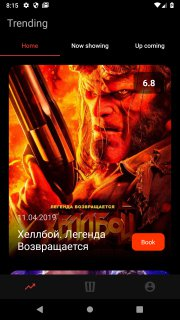 8:15
Trending
Home
Now showing
Up coming
6.8
ЛЕГЕНДА ВОЗВРАЩАЕТСЯ
11.04.2019
Хеллбой. Легенда
Возвращается
Book